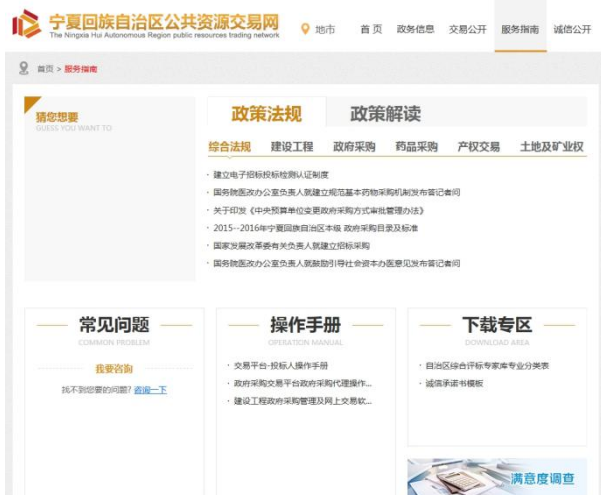 宁夏回族自治区公共资源交易网
The Ningxia Hui Autonomous Region public resources trading network
地市 首 页 政务信息 交易公开 服务指南 诚信公开
首页 > 服务指南
猜您想要
GUESS YOU WANT TO
政策法规 政策解读
综合法规 建设工程 政府采购 药品采购 产权交易 土地及矿业权
· 建立电子招标投标检测认证制度
· 国务院医改办公室负责人就建立规范基本药物采购机制发布答记者问
· 关于印发《中央预算单位变更政府采购方式审批管理办法》
· 2015--2016年宁夏回族自治区本级 政府采购目录及标准
· 国家发展改革委有关负责人就建立招标采购
· 国务院医改办公室负责人就鼓励引导社会资本办医意见发布答记者问
常见问题
COMMON PROBLEM
我要咨询
找不到您要的问题? 咨询一下
操作手册
OPERATION MANUAL
· 交易平台-投标人操作手册
· 政府采购交易平台政府采购代理操作...
· 建设工程政府采购管理及网上交易软...
下载专区
DOWNLOAD AREA
· 自治区综合评标专家库专业分类表
· 诚信承诺书模板
满意度调查